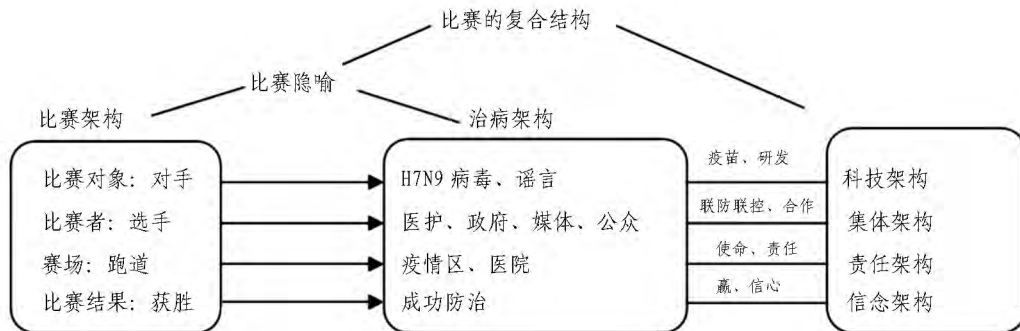 比赛的复合结构
比赛隐喻
比赛架构
治病架构
比赛对象：对手
H7N9 病毒、谣言
疫苗、研发
科技架构
比赛者：选手
医护、政府、媒体、公众
联防联控、合作
集体架构
赛场：跑道
疫情区、医院
使命、责任
责任架构
比赛结果：获胜
成功防治
赢、信心
信念架构